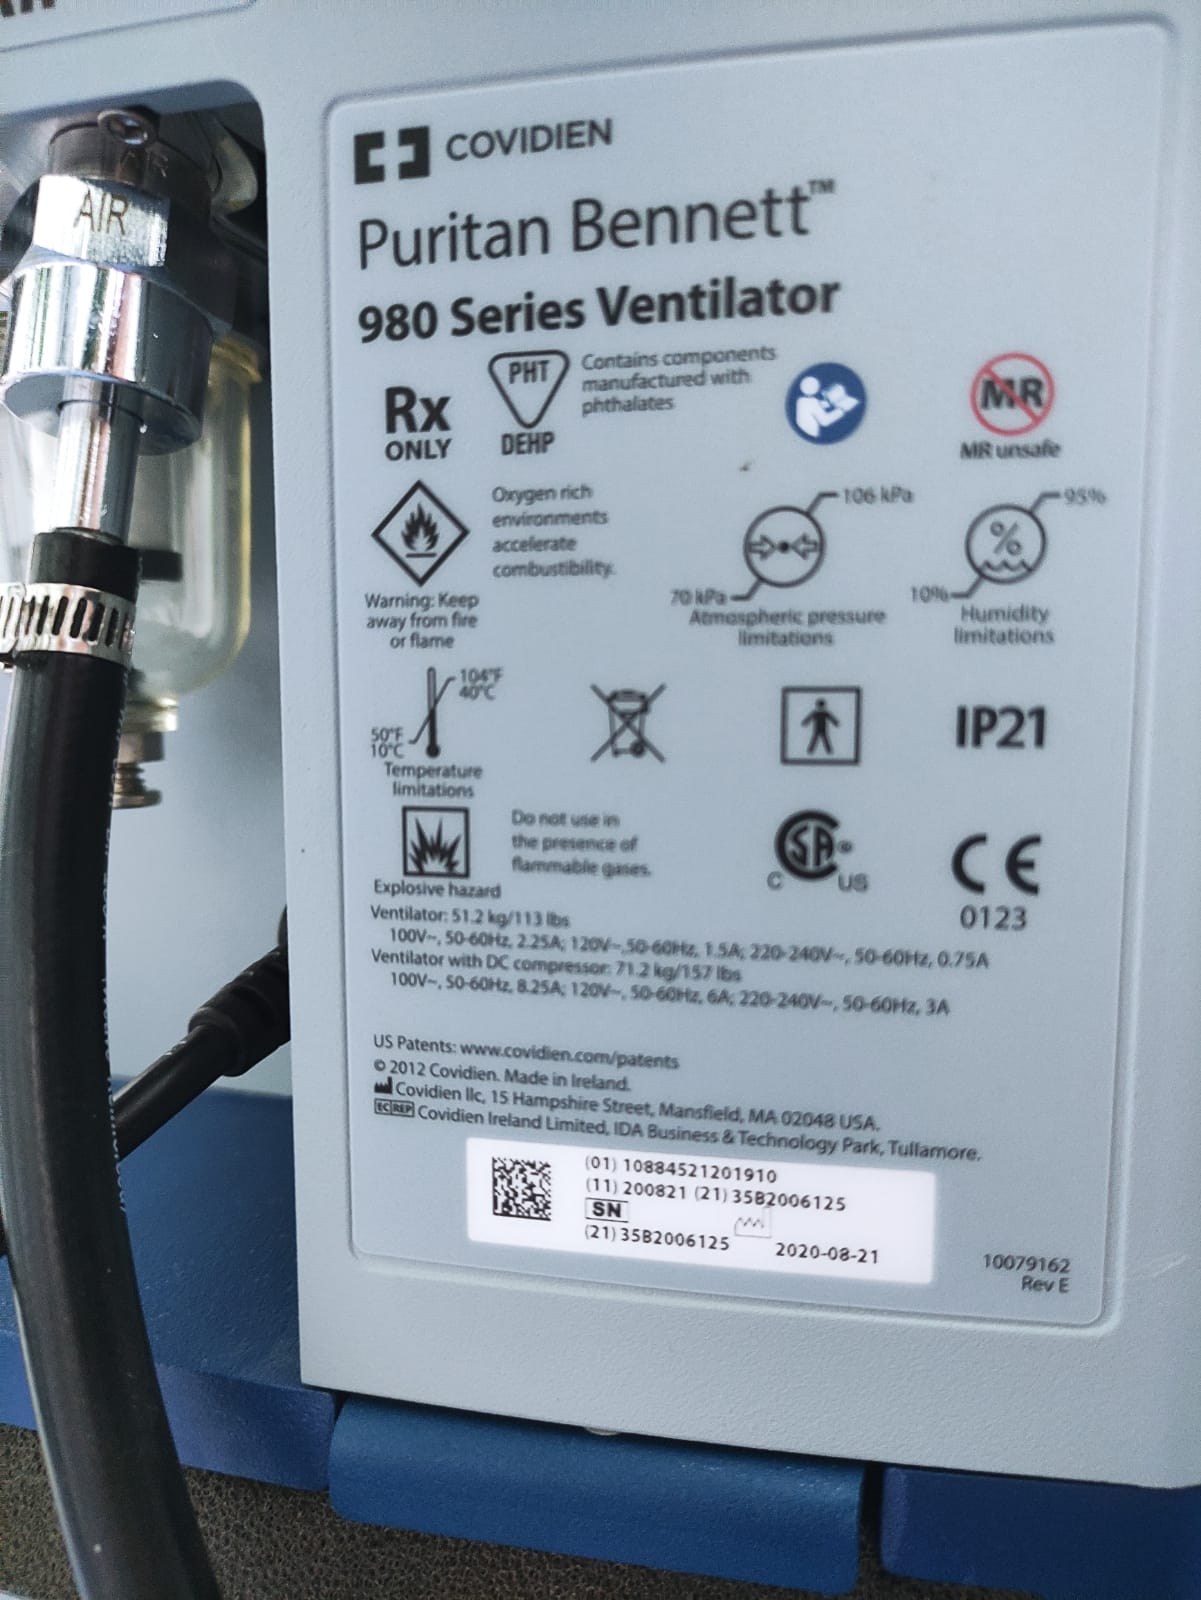 AIR
COVIDIEN
Puritan Bennett™
980 Series Ventilator
Rx
ONLY
PHT
DEHP
Contains components
manufactured with
phthalates
MR
MR unsafe
Oxygen rich
environments
accelerate
combustibility.
Warning: Keep
away from fire
or flame
106 kPa
70 kPa
Atmospheric pressure
limitations
95%
%
10%
Humidity
limitations
104°F
40°C
50°F
10°C
Temperature
limitations
IP21
Do not use in
the presence of
flammable gases.
Explosive hazard
SA®
C US
CE
0123
Ventilator: 51.2 kg/113 lbs
100V~, 50-60Hz, 2.25A; 120V~,50-60Hz, 1.5A; 220-240V~, 50-60Hz, 0.75A
Ventilator with DC compressor: 71.2 kg/157 lbs
100V~, 50-60Hz, 8.25A; 120V~, 50-60Hz, 6A; 220-240V~, 50-60Hz, 3A
US Patents: www.covidien.com/patents
© 2012 Covidien. Made in Ireland.
Covidien llc, 15 Hampshire Street, Mansfield, MA 02048 USA.
EC REP Covidien Ireland Limited, IDA Business & Technology Park, Tullamore.
(01) 10884521201910
(11) 200821 (21) 35B2006125
SN
(21) 35B2006125 2020-08-21
10079162
Rev E